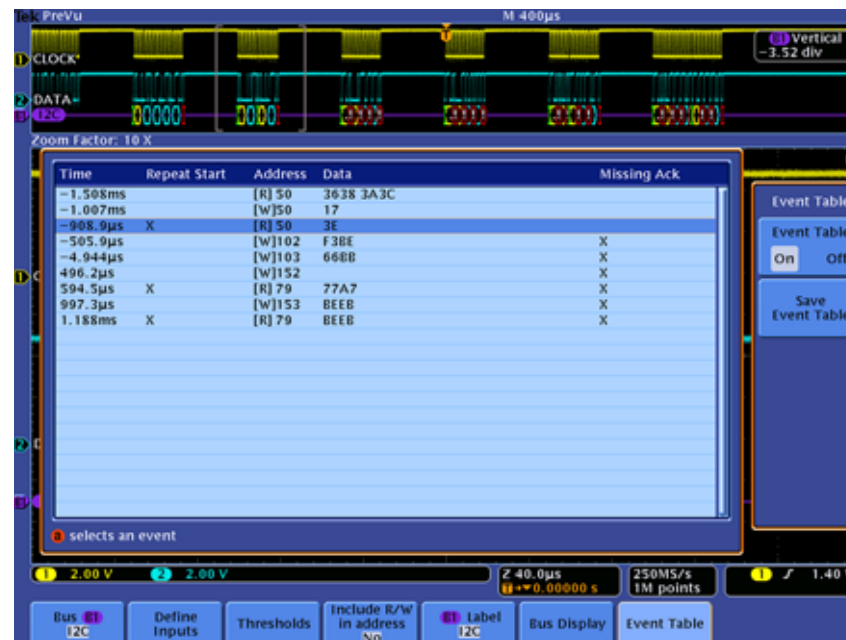 Tek PreVu M 400µs
B1 Vertical
-3.52 div
1 CLOCK
2 DATA
B1 I2C
Zoom Factor: 10 X
Time Repeat Start Address Data Missing Ack
-1.508ms [R] 50 3638 3A3C
-1.007ms [W]50 17
-908.9µs X [R] 50 3E
-505.9µs [W]102 F3BE X
-4.944µs [W]103 66BB X
496.2µs [W]152 X
594.5µs X [R] 79 77A7 X
997.3µs [W]153 BEEB X
1.188ms X [R] 79 BEEB X
Event Table
Event Table
On Off
Save
Event Table
a selects an event
1 2.00 V 2 2.00 V Z 40.0µs 250MS/s 1 1.40
0.00000 s 1M points
Bus B1 Define Thresholds Include R/W B1 Label Bus Display Event Table
I2C Inputs in address I2C
No